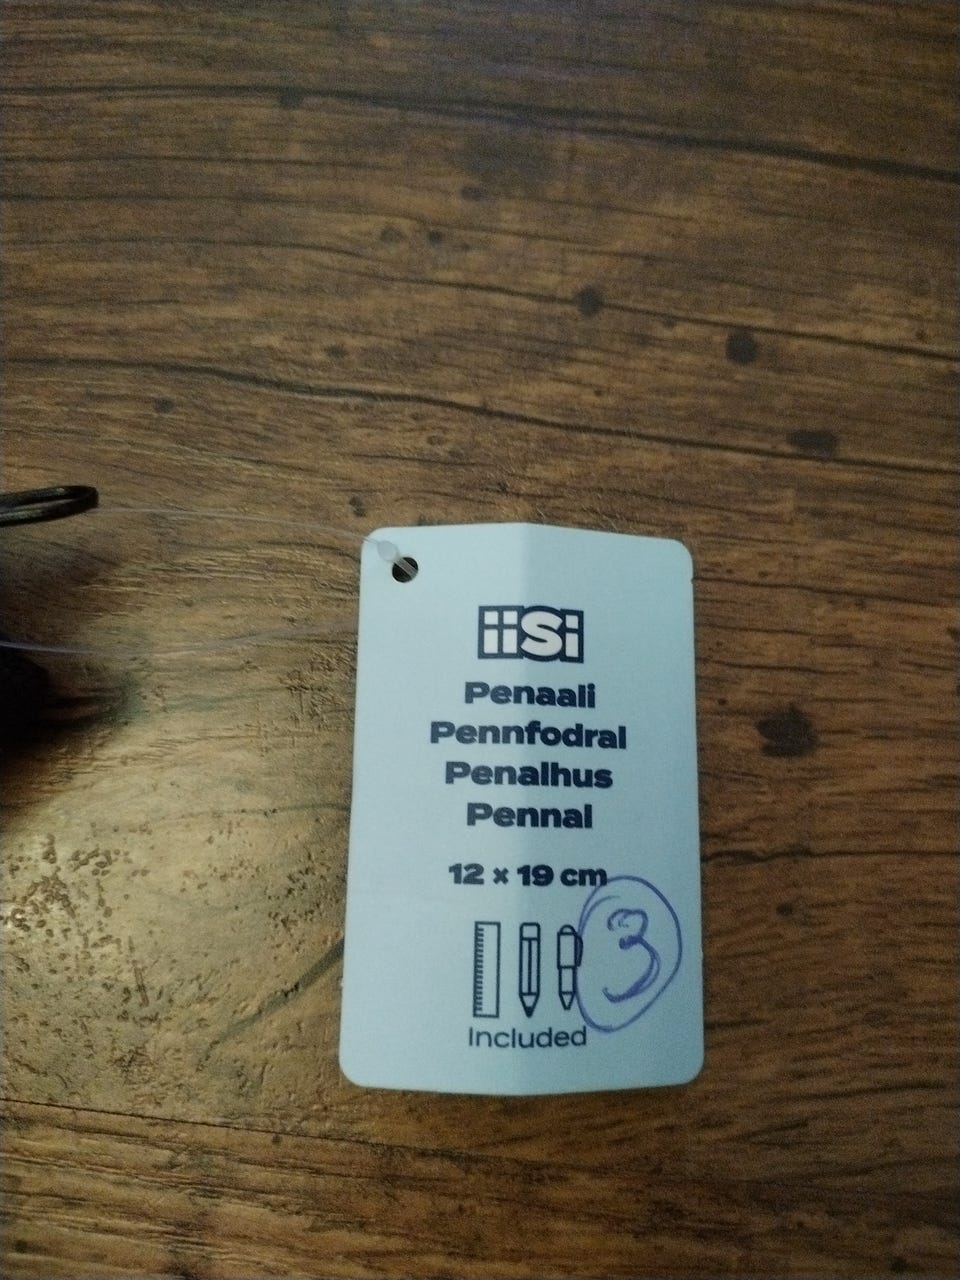 iiSi
Penaali
Pennfodral
Penalhus
Pennal
12 × 19 cm
3
Included